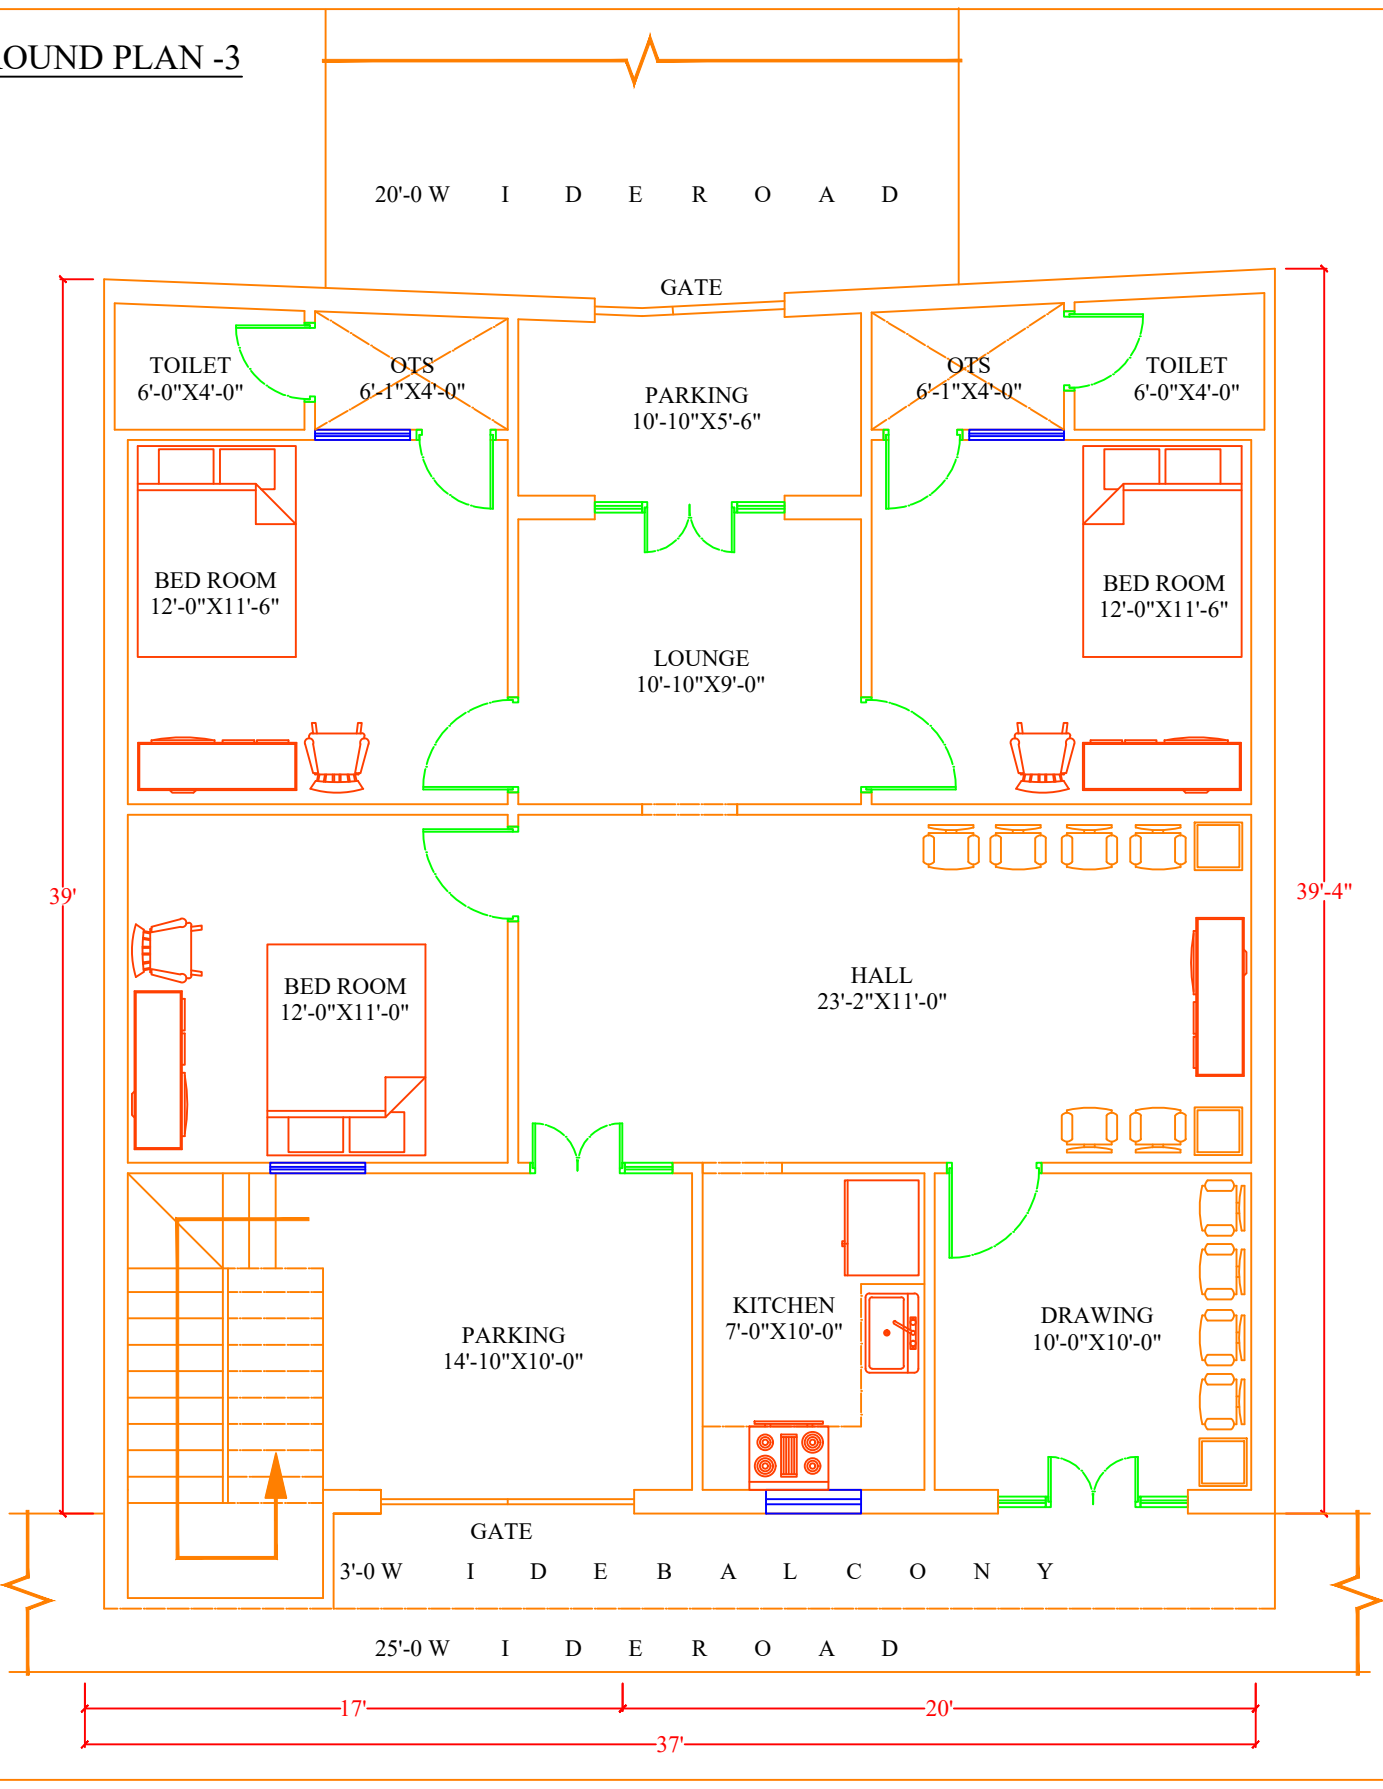 ROUND PLAN -3
20'-0 W I D E R O A D
GATE
TOILET
6'-0"X4'-0"
OTS
6'-1"X4'-0"
PARKING
10'-10"X5'-6"
OTS
6'-1"X4'-0"
TOILET
6'-0"X4'-0"
BED ROOM
12'-0"X11'-6"
BED ROOM
12'-0"X11'-6"
LOUNGE
10'-10"X9'-0"
39'
39'-4"
BED ROOM
12'-0"X11'-0"
HALL
23'-2"X11'-0"
PARKING
14'-10"X10'-0"
KITCHEN
7'-0"X10'-0"
DRAWING
10'-0"X10'-0"
GATE
3'-0 W I D E B A L C O N Y
25'-0 W I D E R O A D
17'
20'
37'